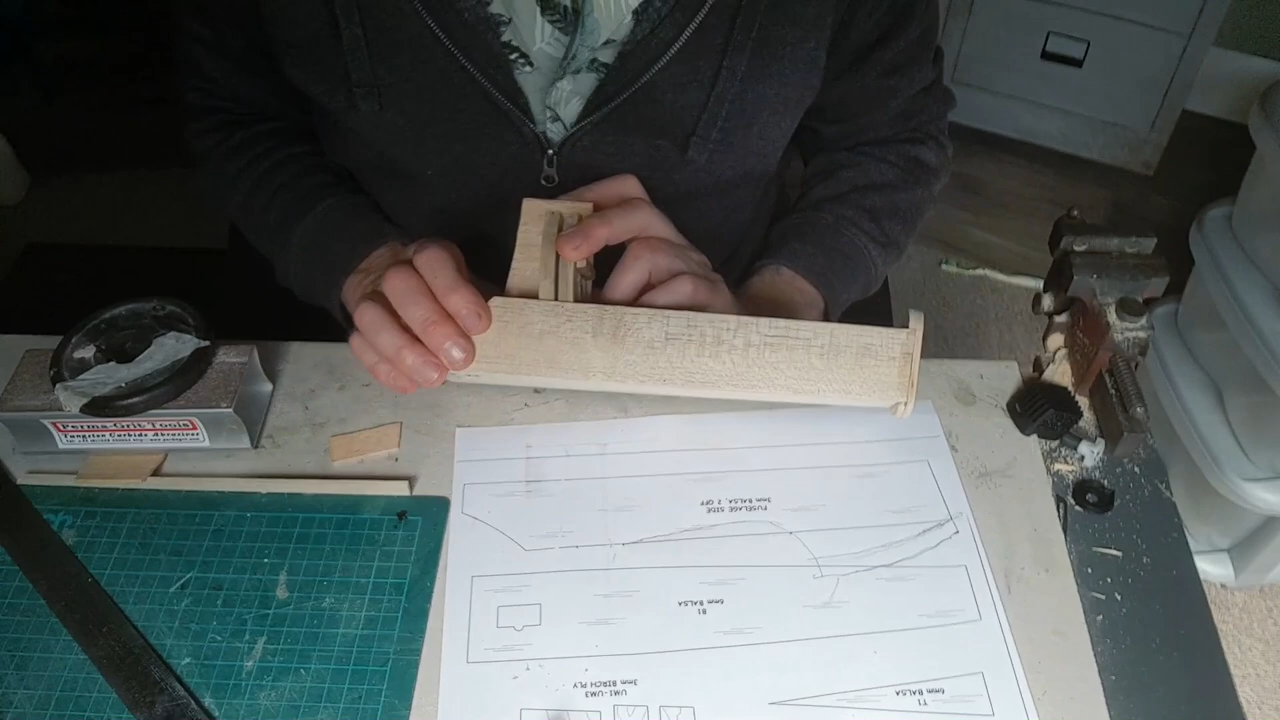 Perma-Grit Tools
Tungsten Carbide Abrasives
FUSELAGE SIDE
3mm BALSA, 2 OFF
B1
6mm BALSA
UM1-UM3
3mm BIRCH PLY
T1
6mm BALSA